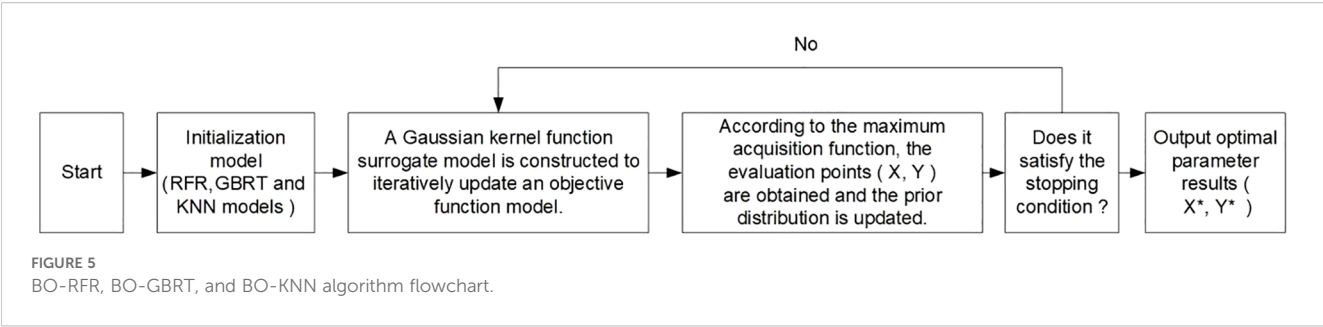 No
Start
Initialization
model
(RFR, GBRT and
KNN models )
A Gaussian kernel function
surrogate model is constructed to
iteratively update an objective
function model.
According to the maximum
acquisition function, the
evaluation points ( X, Y )
are obtained and the prior
distribution is updated.
Does it
satisfy the
stopping
condition ?
Output optimal
parameter
results (
X*, Y* )
FIGURE 5
BO-RFR, BO-GBRT, and BO-KNN algorithm flowchart.